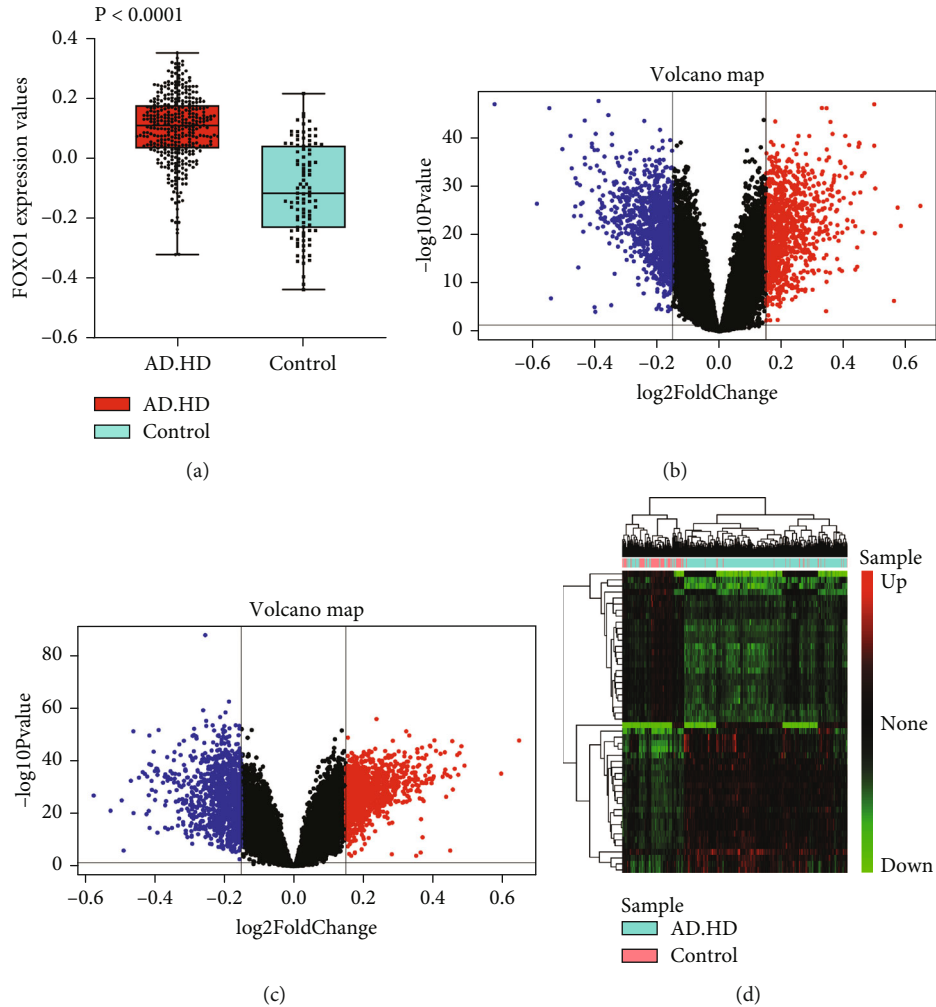 P < 0.0001
0.4
0.2
0.0
−0.2
−0.4
−0.6
FOXO1 expression values
AD.HD
Control
AD.HD
Control
(a)
Volcano map
40
30
20
10
0
−log10Pvalue
−0.6
−0.4
−0.2
0.0
0.2
0.4
0.6
log2FoldChange
(b)
Volcano map
80
60
40
20
0
−log10Pvalue
−0.6
−0.4
−0.2
0.0
0.2
0.4
0.6
log2FoldChange
(c)
Sample
Up
None
Down
Sample
AD.HD
Control
(d)